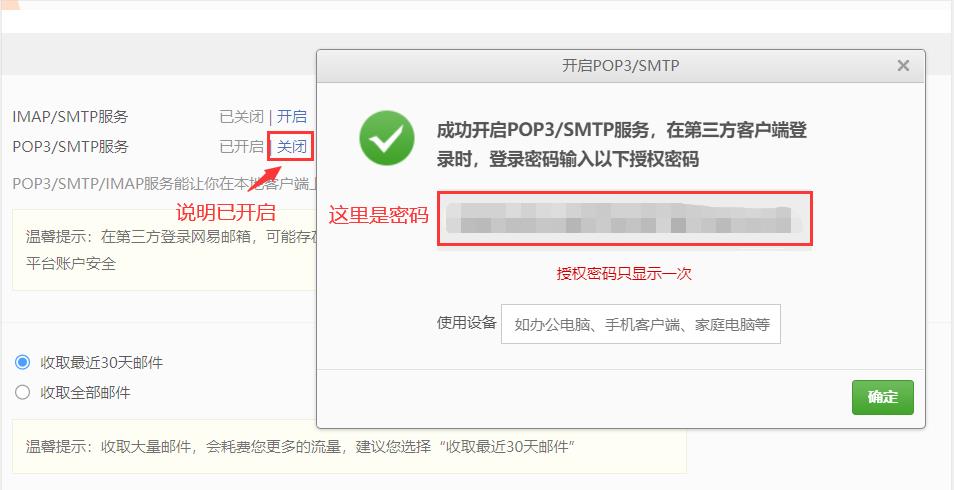 开启POP3/SMTP
IMAP/SMTP服务 已关闭 | 开启
POP3/SMTP服务 已开启 | 关闭
POP3/SMTP/IMAP服务能让你在本地客户端上
说明已开启
温馨提示：在第三方登录网易邮箱，可能存在
平台账户安全
成功开启POP3/SMTP服务，在第三方客户端登
录时，登录密码输入以下授权密码
这里是密码
授权密码只显示一次
使用设备 如办公电脑、手机客户端、家庭电脑等
确定
收取最近30天邮件
收取全部邮件
温馨提示：收取大量邮件，会耗费您更多的流量，建议您选择“收取最近30天邮件”